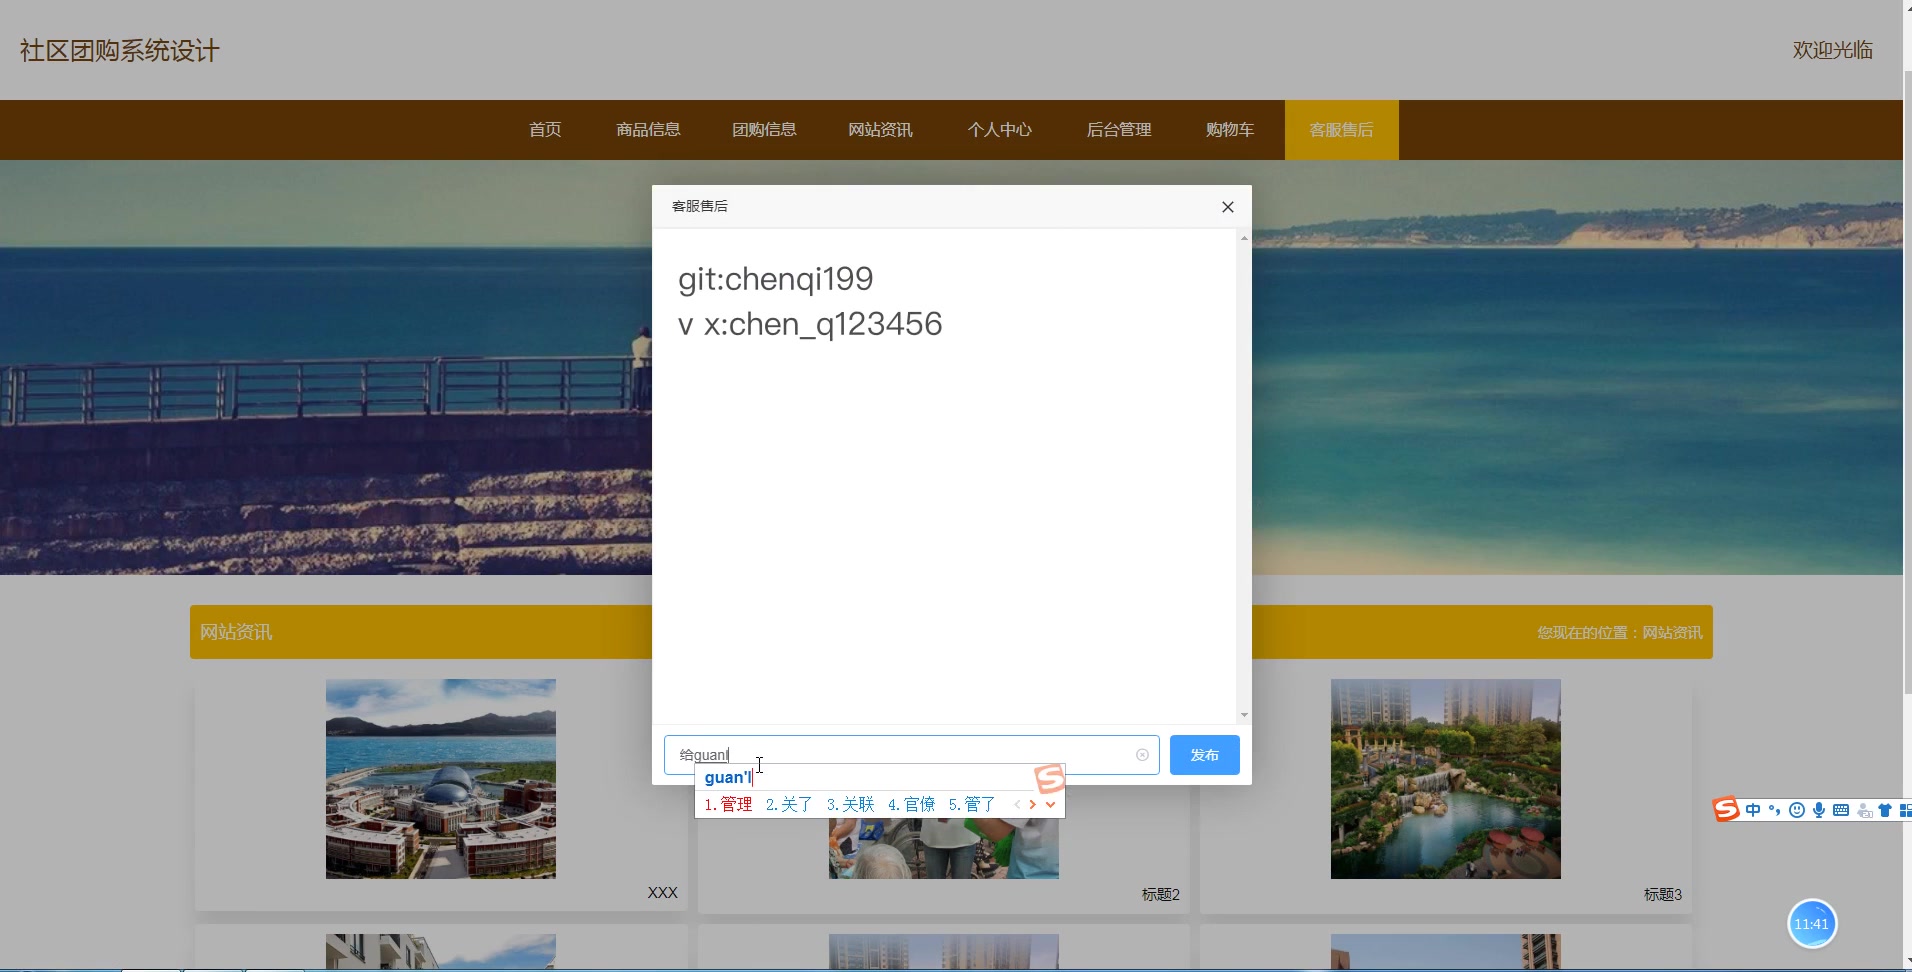 社区团购系统设计
欢迎光临
首页 商品信息 团购信息 网站资讯 个人中心 后台管理 购物车 客服售后
客服售后
git:chenqi199
v x:chen_q123456
给guanl
发布
guan'l
1.管理 2.关了 3.关联 4.官僚 5.管了
网站资讯
您现在的位置：网站资讯
XXX
标题2
标题3
中
11:41